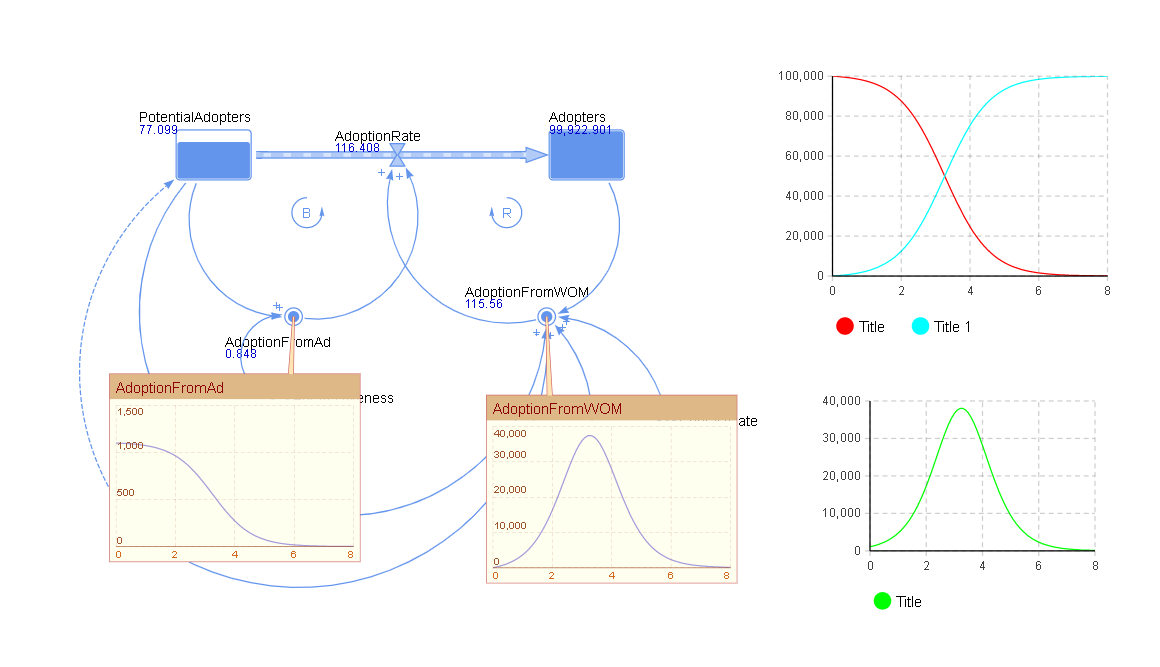 PotentialAdopters
77.099
AdoptionRate
116.408
Adopters
99,922.901
+ +
B
R
AdoptionFromWOM
115.56
+
+
+
+
+ +
AdoptionFromAd
0.848
eness
ate
AdoptionFromAd
1,500
1,000
500
0
0 2 4 6 8
AdoptionFromWOM
40,000
30,000
20,000
10,000
0
0 2 4 6 8
100,000
80,000
60,000
40,000
20,000
0
0 2 4 6 8
Title Title 1
40,000
30,000
20,000
10,000
0
0 2 4 6 8
Title